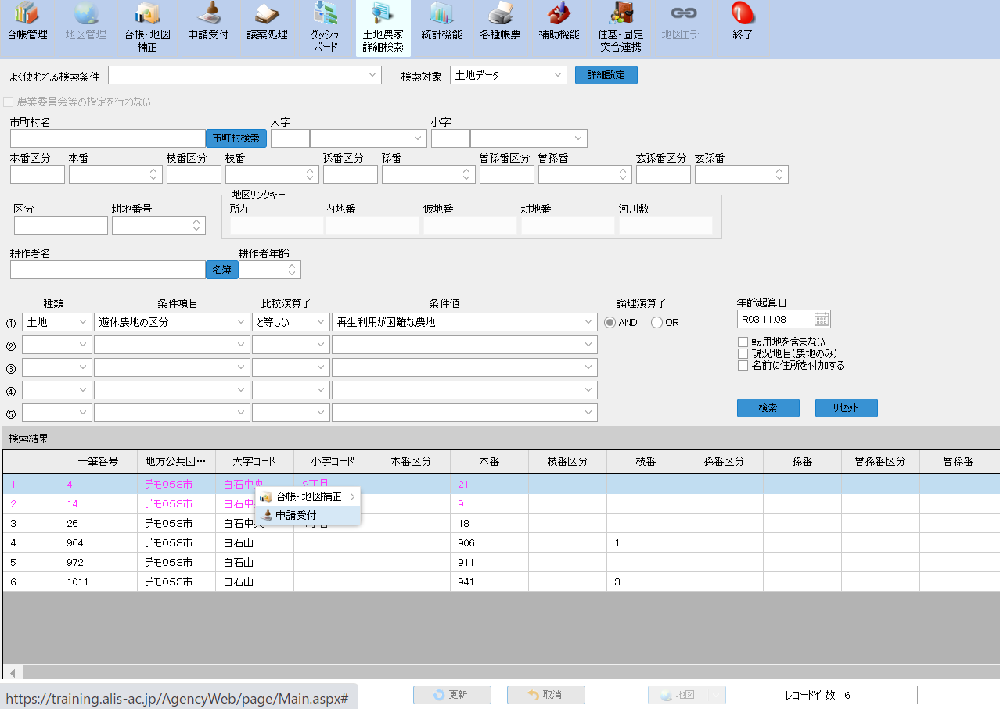 台帳管理 地図管理 台帳・地図補正 申請受付 議案処理 ダッシュボード 土地農家詳細検索 統計機能 各種帳票 補助機能 住基・固定突合連携 地図エラー 終了
よく使われる検索条件 検索対象 土地データ 詳細設定
農業委員会等の指定を行わない
市町村名 大字 小字
市町村検索
本番区分 本番 枝番区分 枝番 孫番区分 孫番 曽孫番区分 曽孫番 玄孫番区分 玄孫番
地図リンクキー
区分 耕地番号 所在 内地番 仮地番 耕地番 河川敷
耕作者名 耕作者年齢
名簿
種類 条件項目 比較演算子 条件値 論理演算子 年齢起算日
① 土地 遊休農地の区分 と等しい 再生利用が困難な農地 AND OR R03.11.08
② 転用地を含まない
現況地目(農地のみ)
③ 名前に住所を付加する
④
⑤ 検索 リセット
検索結果
一筆番号 地方公共団… 大字コード 小字コード 本番区分 本番 枝番区分 枝番 孫番区分 孫番 曽孫番区分 曽孫番
1 4 デモ053市 白石中央 2丁目 21
台帳・地図補正
2 14 デモ053市 白石中 9
申請受付
3 26 デモ053市 白石中 18
4 964 デモ053市 白石山 906 1
5 972 デモ053市 白石山 911
6 1011 デモ053市 白石山 941 3
https://training.alis-ac.jp/AgencyWeb/page/Main.aspx# 更新 取消 地図 レコード件数 6